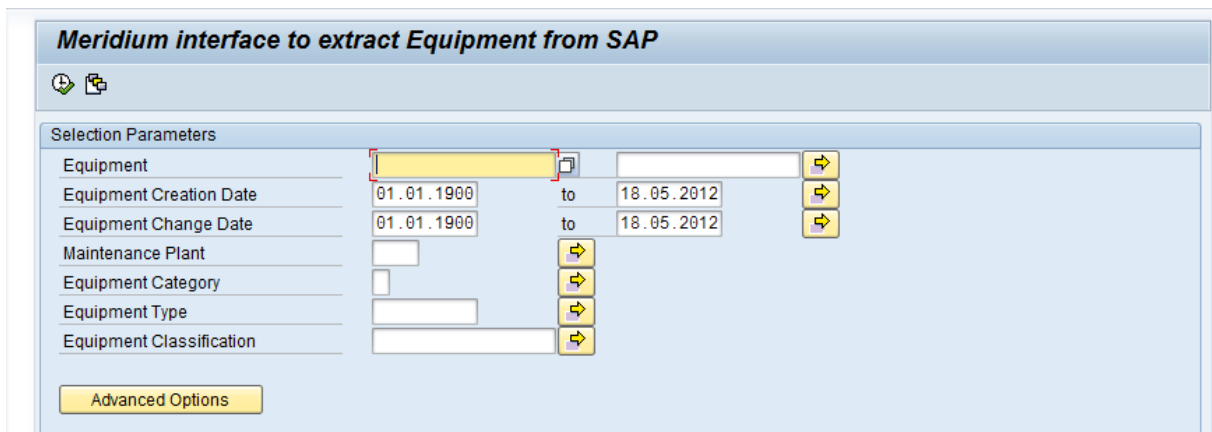 Meridium interface to extract Equipment from SAP
Selection Parameters
Equipment
Equipment Creation Date 01.01.1900 to 18.05.2012
Equipment Change Date 01.01.1900 to 18.05.2012
Maintenance Plant
Equipment Category
Equipment Type
Equipment Classification
Advanced Options